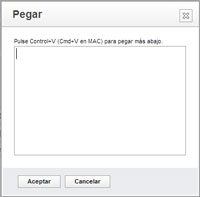 Pegar
Pulse Control+V (Cmd+V en MAC) para pegar más abajo.
Aceptar Cancelar